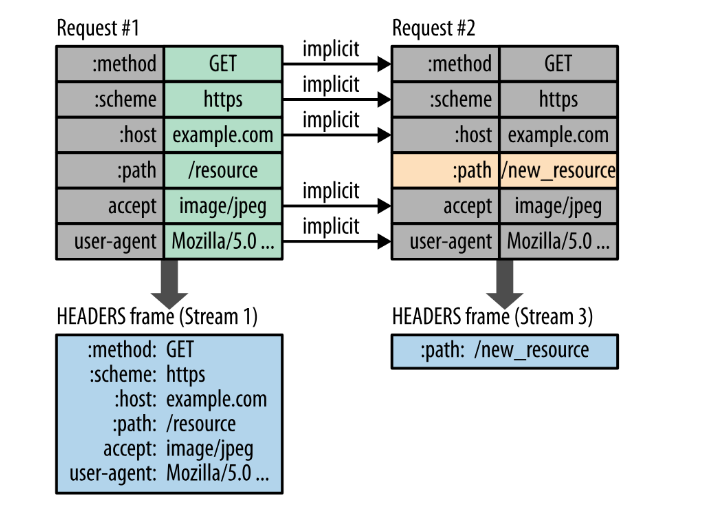 Request #1
:method GET
:scheme https
:host example.com
:path /resource
accept image/jpeg
user-agent Mozilla/5.0 ...
implicit
implicit
implicit
implicit
implicit
Request #2
:method GET
:scheme https
:host example.com
:path /new_resource
accept image/jpeg
user-agent Mozilla/5.0 ...
HEADERS frame (Stream 1)
:method: GET
:scheme: https
:host: example.com
:path: /resource
accept: image/jpeg
user-agent: Mozilla/5.0 ...
HEADERS frame (Stream 3)
:path: /new_resource